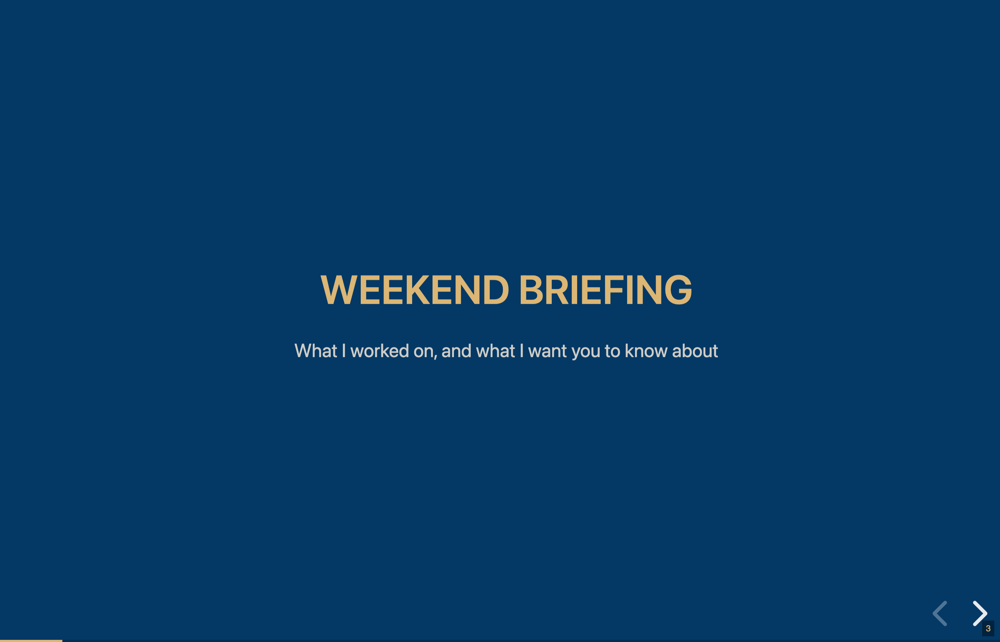 WEEKEND BRIEFING
What I worked on, and what I want you to know about
3